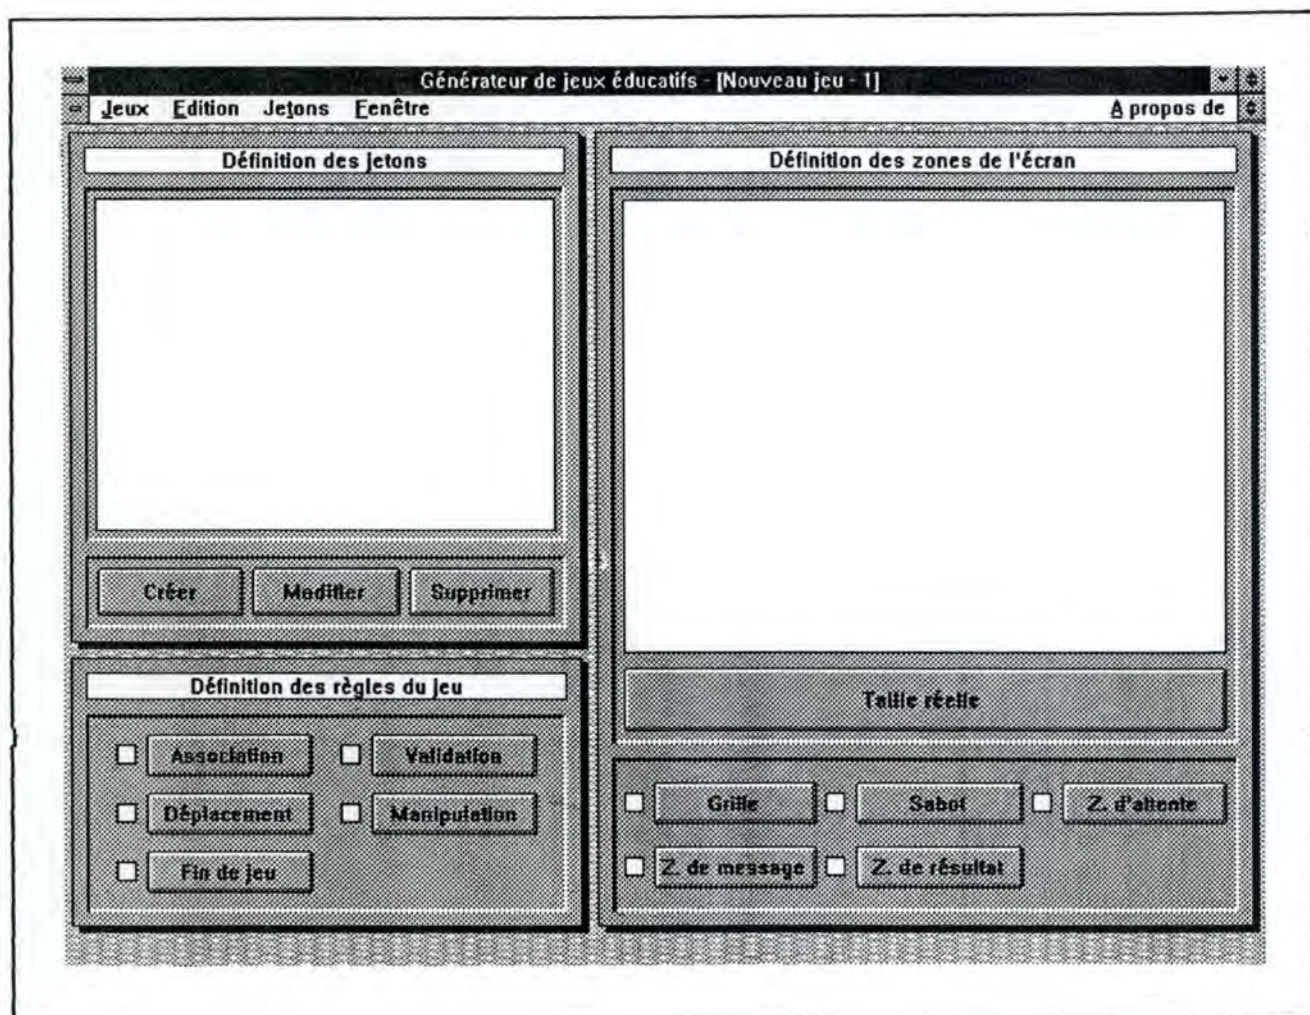 Générateur de jeux éducatifs - [Nouveau jeu - 1]
Jeux Edition Jetons Fenêtre A propos de
Définition des jetons
Créer Modifier Supprimer
Définition des règles du jeu
Association Validation
Déplacement Manipulation
Fin de jeu
Définition des zones de l'écran
Taille réelle
Grille Sabot Z. d'attente
Z. de message Z. de résultat